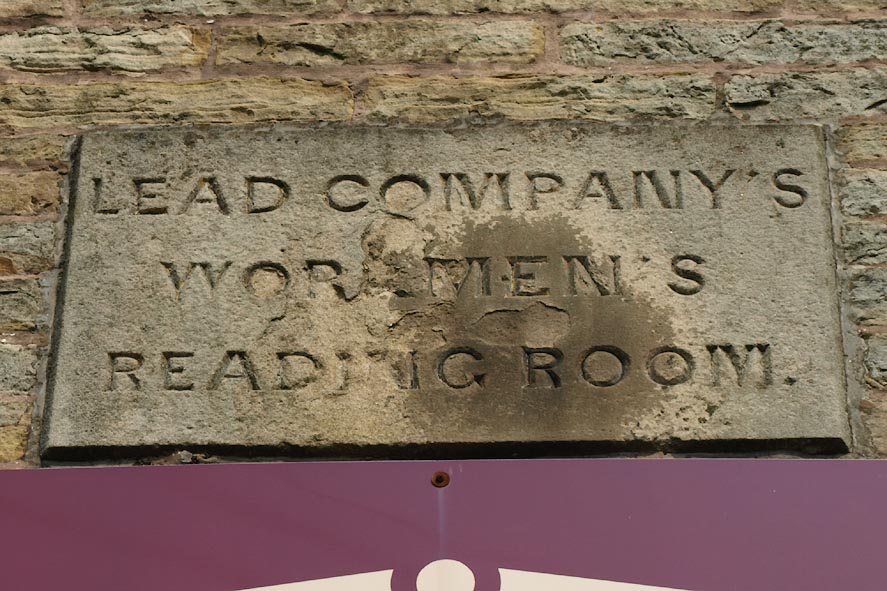 LEAD COMPANY'S
WORKMEN'S
READING ROOM.